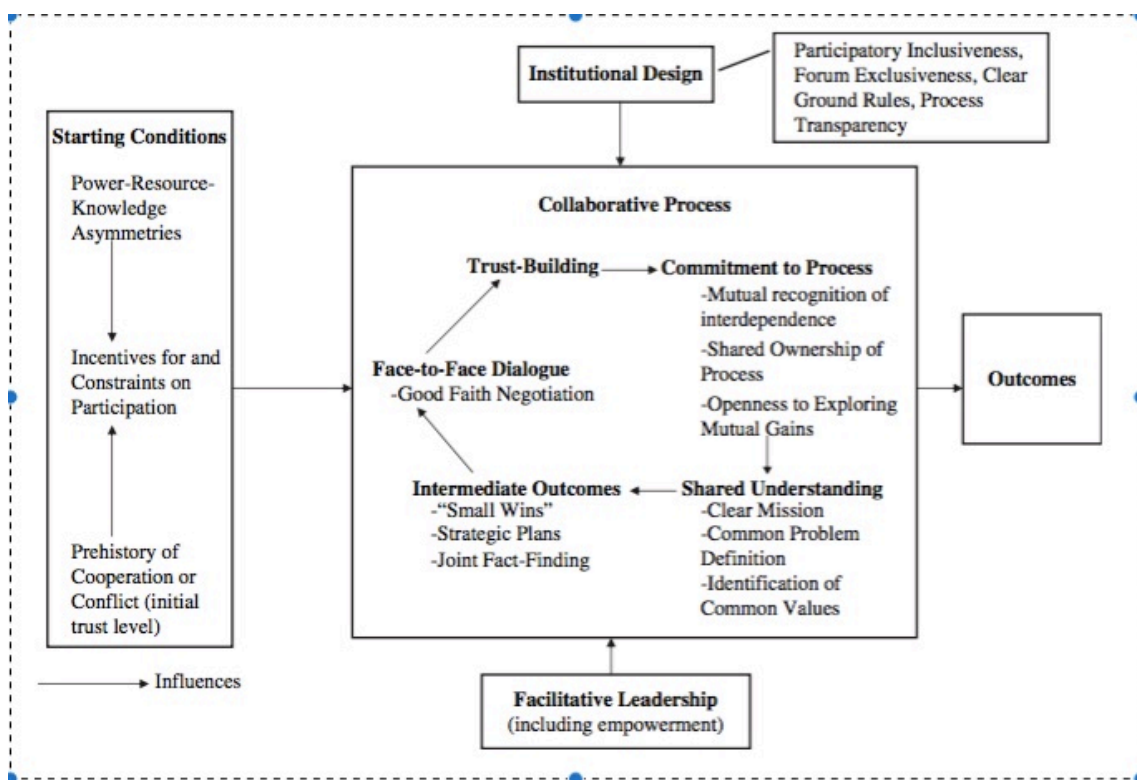 Institutional Design
Participatory Inclusiveness,
Forum Exclusiveness, Clear
Ground Rules, Process
Transparency
Starting Conditions
Power-Resource-
Knowledge
Asymmetries
Incentives for and
Constraints on
Participation
Prehistory of
Cooperation or
Conflict (initial
trust level)
Influences
Collaborative Process
Trust-Building
Commitment to Process
-Mutual recognition of
interdependence
-Shared Ownership of
Process
-Openness to Exploring
Mutual Gains
Face-to-Face Dialogue
-Good Faith Negotiation
Intermediate Outcomes
-“Small Wins”
-Strategic Plans
-Joint Fact-Finding
Shared Understanding
-Clear Mission
-Common Problem
Definition
-Identification of
Common Values
Outcomes
Facilitative Leadership
(including empowerment)